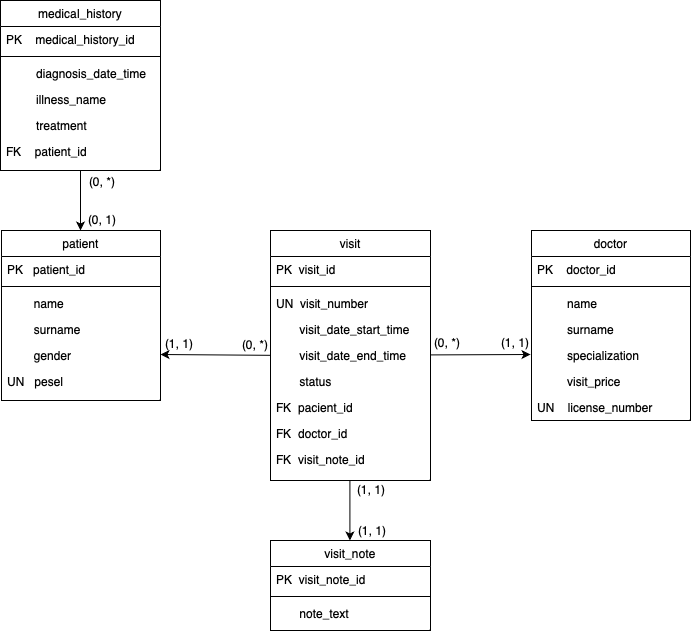 medical_history
PK medical_history_id
diagnosis_date_time
illness_name
treatment
FK patient_id
(0, *)
(0, 1)
patient
PK patient_id
name
surname
gender
UN pesel
(1, 1)
(0, *)
visit
PK visit_id
UN visit_number
visit_date_start_time
visit_date_end_time
status
FK pacient_id
FK doctor_id
FK visit_note_id
(0, *)
(1, 1)
doctor
PK doctor_id
name
surname
specialization
visit_price
UN license_number
(1, 1)
(1, 1)
visit_note
PK visit_note_id
note_text